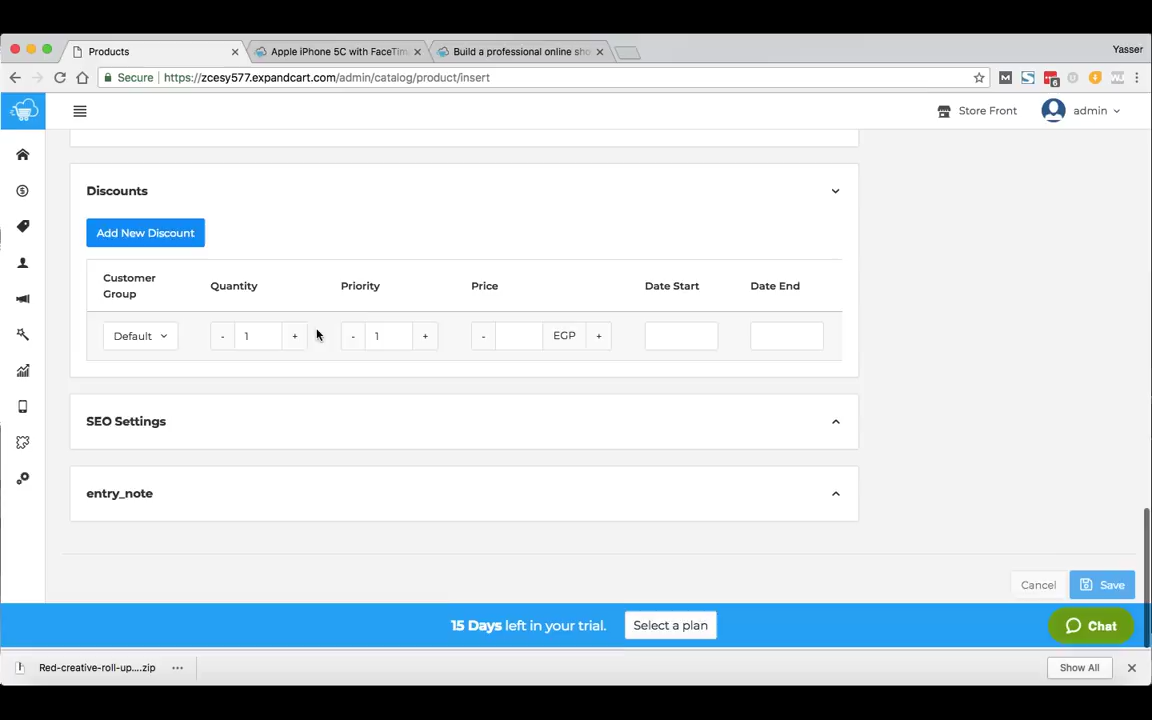 Products
Apple iPhone 5C with FaceTim
Build a professional online sho
Yasser
Secure
https://zcesy577.expandcart.com/admin/catalog/product/insert
6
Store Front
admin
Discounts
Add New Discount
Customer Group
Quantity
Priority
Price
Date Start
Date End
Default
- 1 +
- 1 +
- EGP +
SEO Settings
entry_note
Cancel
Save
15 Days left in your trial.
Select a plan
Chat
Red-creative-roll-up....zip
Show All